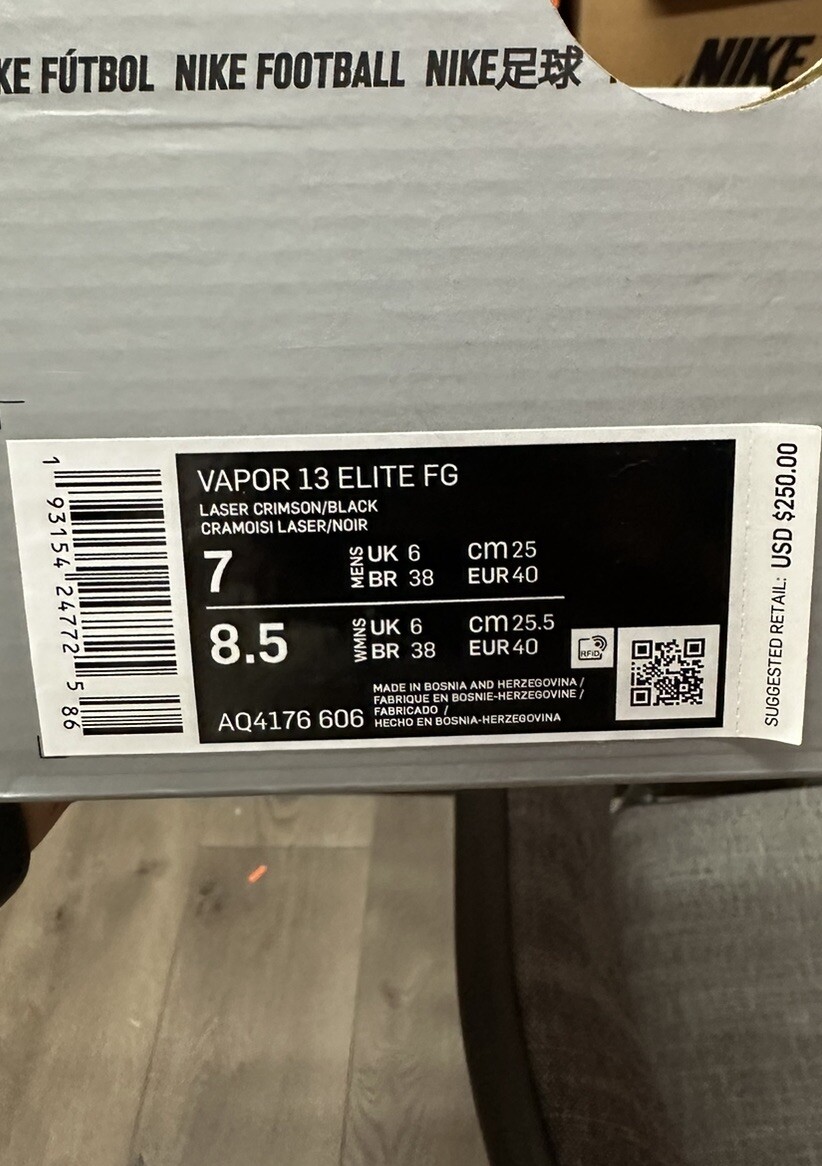 KE FÚTBOL NIKE FOOTBALL NIKE足球
NIKE
VAPOR 13 ELITE FG
LASER CRIMSON/BLACK
CRAMOISI LASER/NOIR
7 MENS UK 6 cm 25
BR 38 EUR 40
8.5 WMNS UK 6 cm 25.5
BR 38 EUR 40
RFID
MADE IN BOSNIA AND HERZEGOVINA /
FABRIQUE EN BOSNIE-HERZEGOVINE /
FABRICADO /
HECHO EN BOSNIA-HERZEGOVINA
AQ4176 606
1 93154 24772 5 86
SUGGESTED RETAIL: USD $250.00